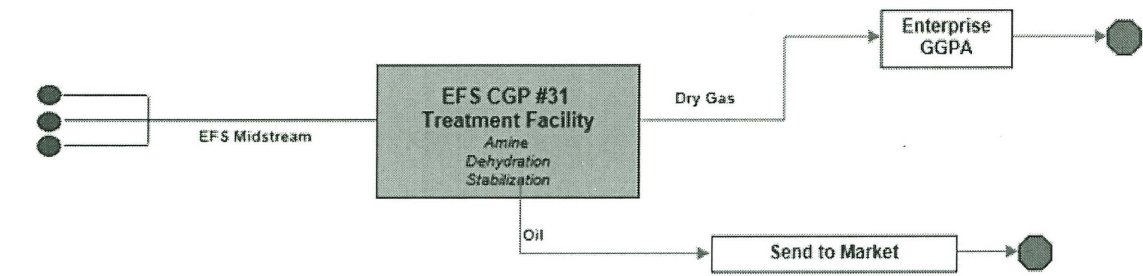 Enterprise
GGPA
EFS CGP #31
Treatment Facility
Amine
Dehydration
Stabilization
Dry Gas
EFS Midstream
Oil
Send to Market